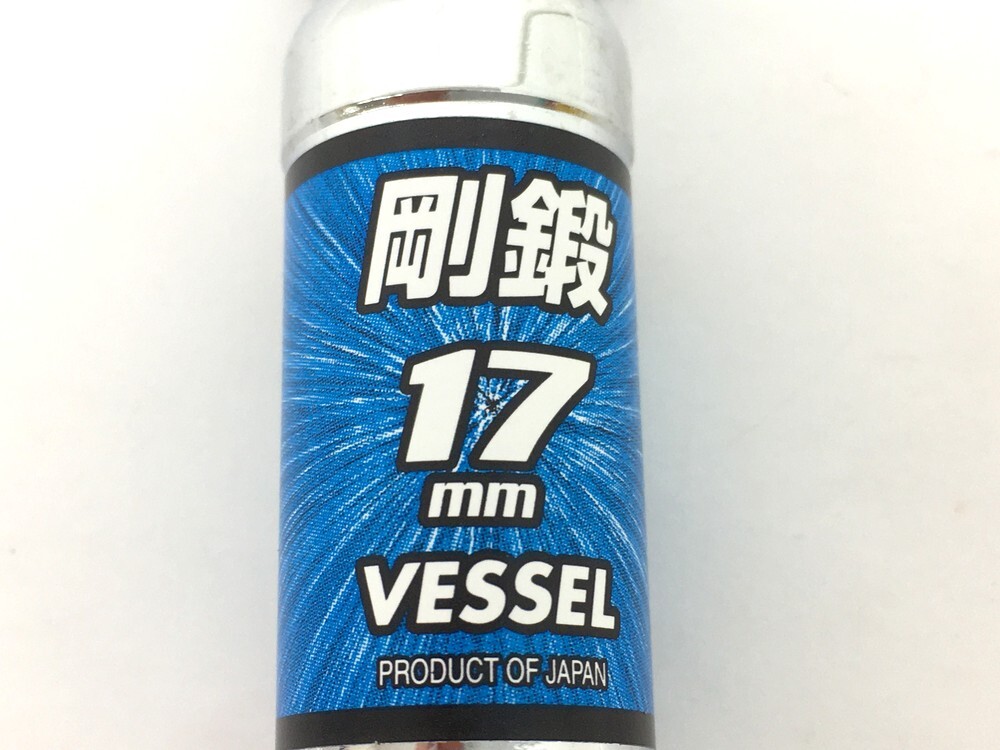 剛鍛
17
mm
VESSEL
PRODUCT OF JAPAN